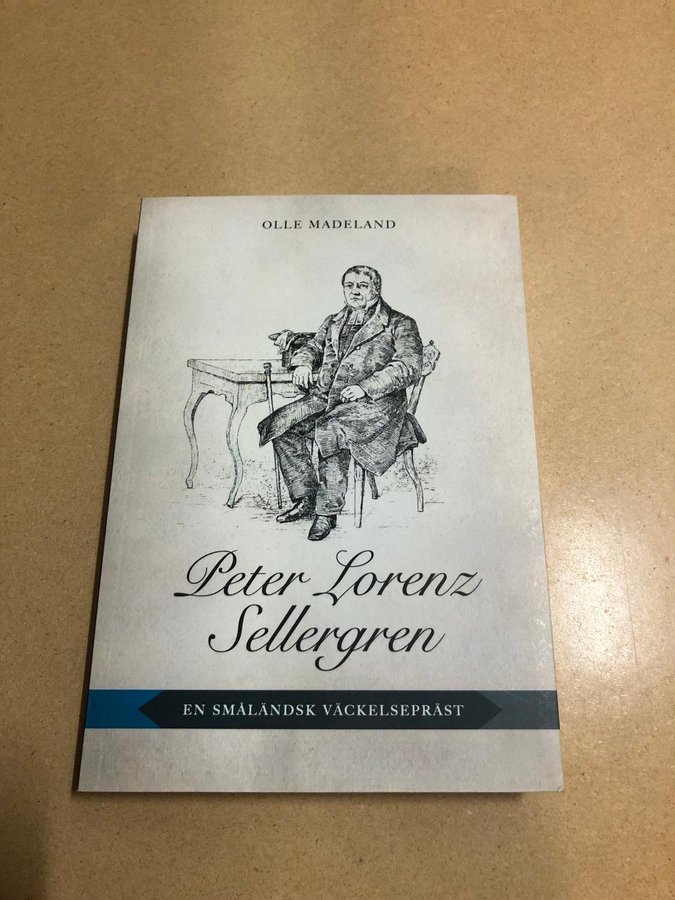 OLLE MADELAND
Peter Lorenz
Sellergren
EN SMÅLÄNDSK VÄCKELSEPRÄST